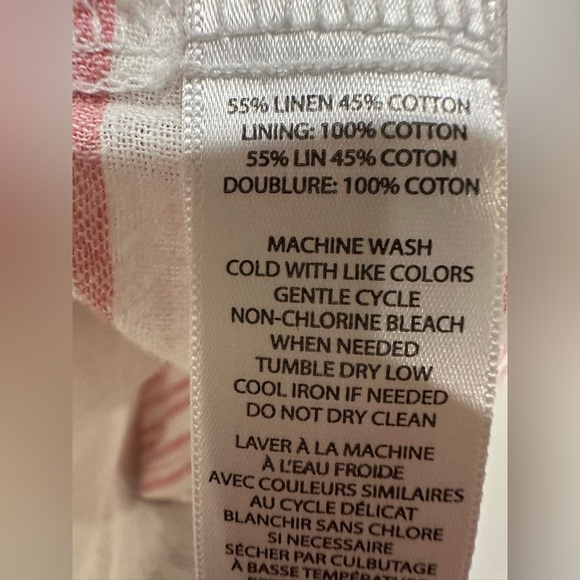 55% LINEN 45% COTTON
LINING: 100% COTTON
55% LIN 45% COTON
DOUBLURE: 100% COTON
MACHINE WASH
COLD WITH LIKE COLORS
GENTLE CYCLE
NON-CHLORINE BLEACH
WHEN NEEDED
TUMBLE DRY LOW
COOL IRON IF NEEDED
DO NOT DRY CLEAN
LAVER À LA MACHINE
À L'EAU FROIDE
AVEC COULEURS SIMILAIRES
AU CYCLE DÉLICAT
BLANCHIR SANS CHLORE
SI NECESSAIRE
SÉCHER PAR CULBUTAGE
À BASSE TEMPÉRATURE